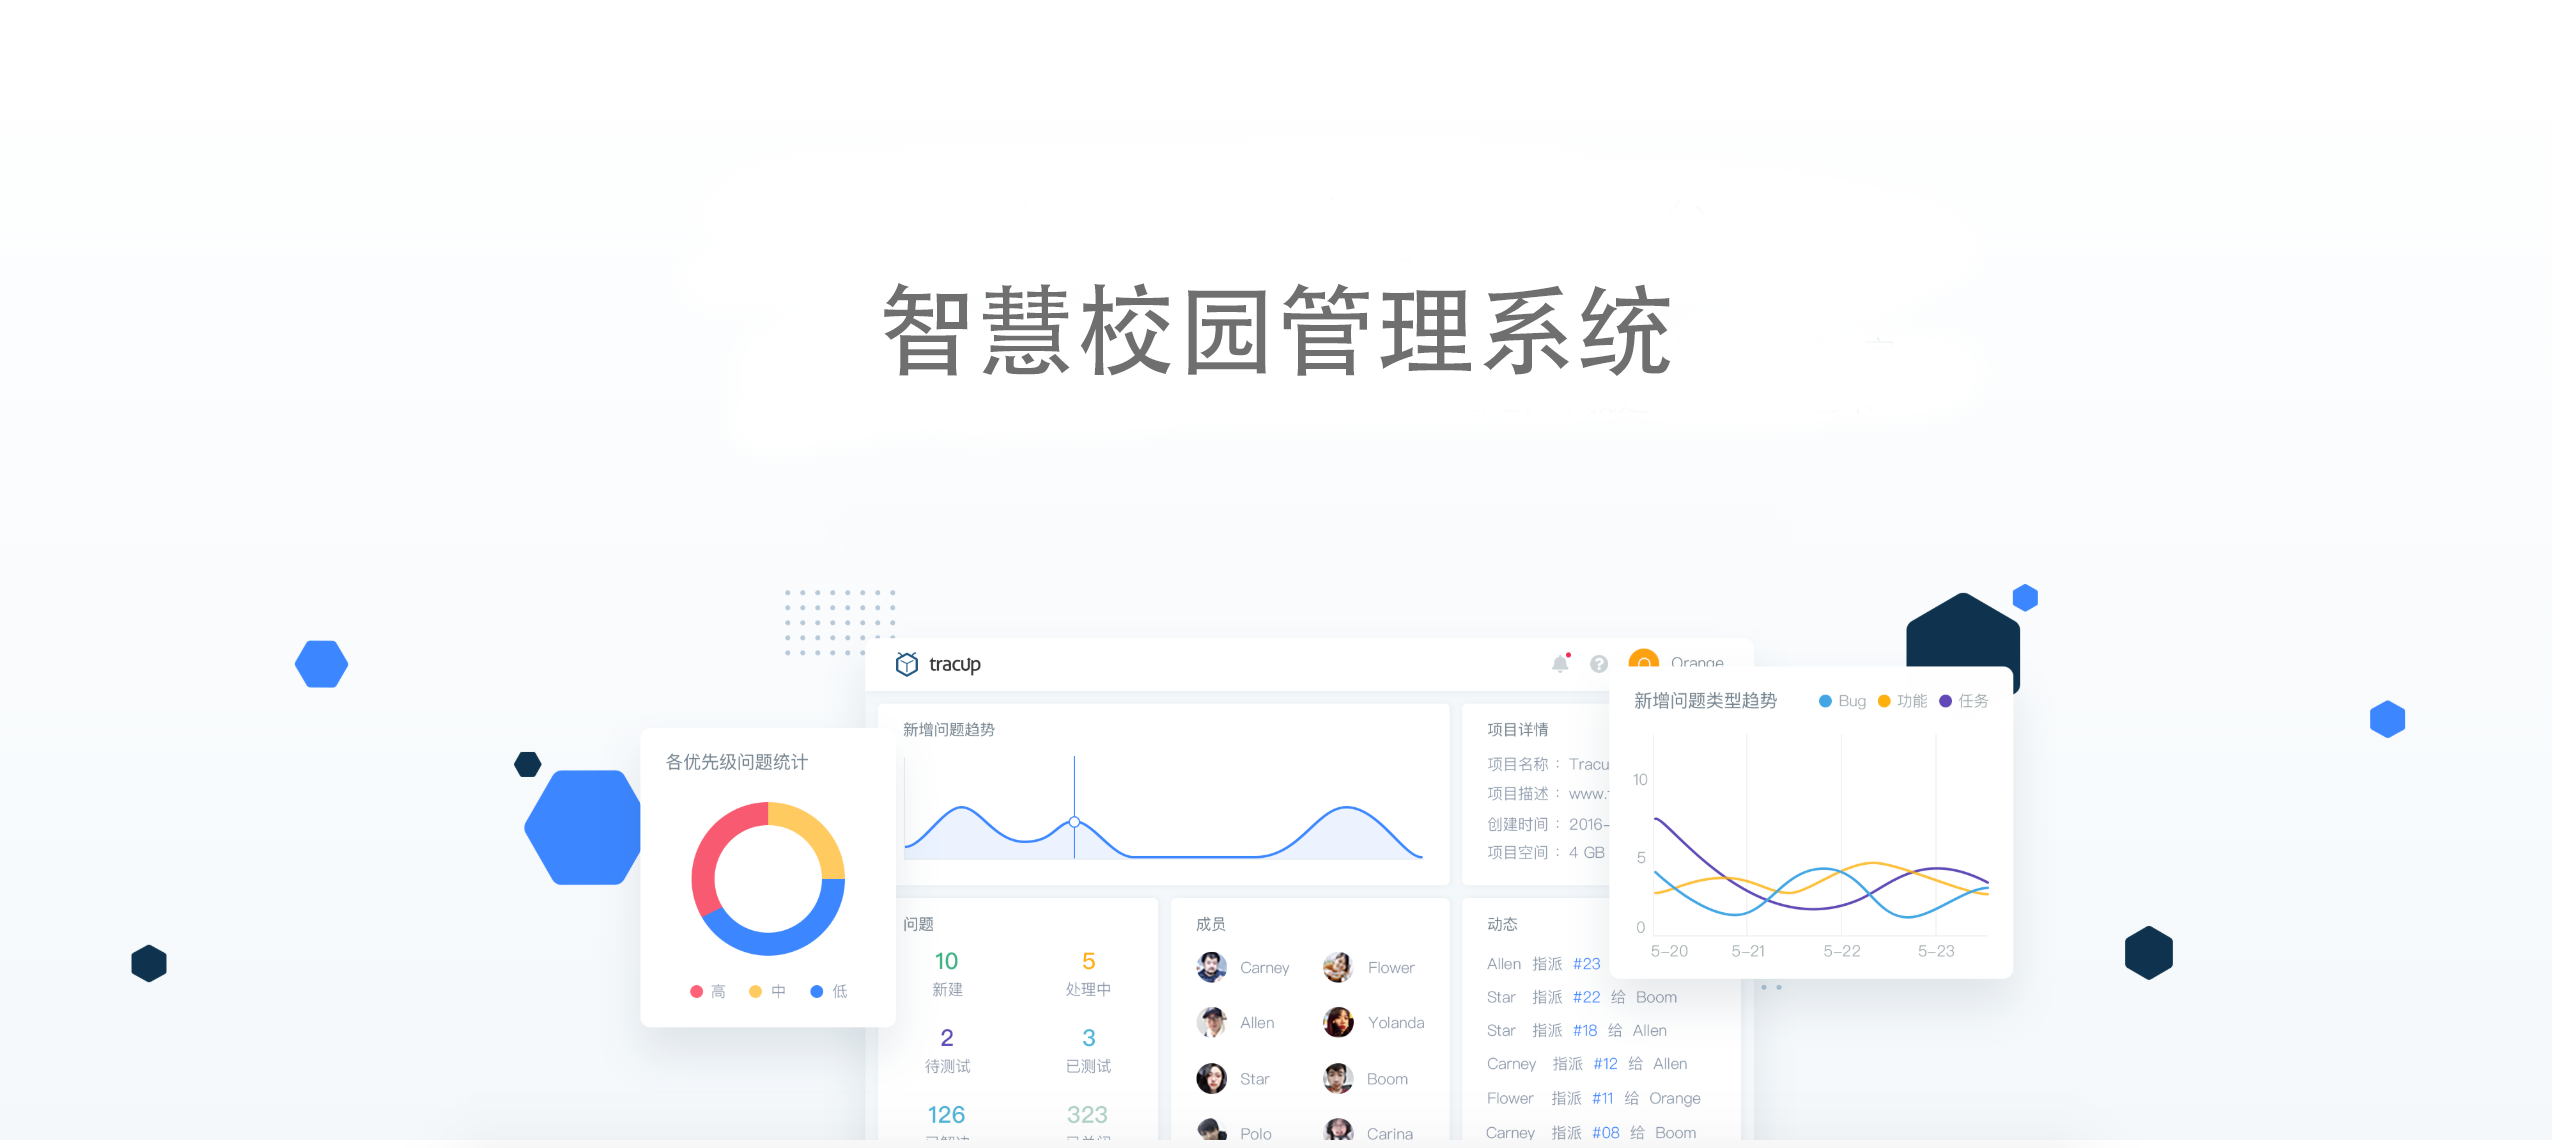 智慧校园管理系统
tracup
Orange
新增问题趋势
项目详情
项目名称：Tracu
项目描述：www.
创建时间：2016-
项目空间：4 GB
新增问题类型趋势
Bug 功能 任务
10
5
0
5-20 5-21 5-22 5-23
各优先级问题统计
高 中 低
问题
10 5
新建 处理中
2 3
待测试 已测试
126 323
成员
Carney Flower
Allen Yolanda
Star Boom
Polo Carina
动态
Allen 指派 #23
Star 指派 #22 给 Boom
Star 指派 #18 给 Allen
Carney 指派 #12 给 Allen
Flower 指派 #11 给 Orange
Carney 指派 #08 给 Boom